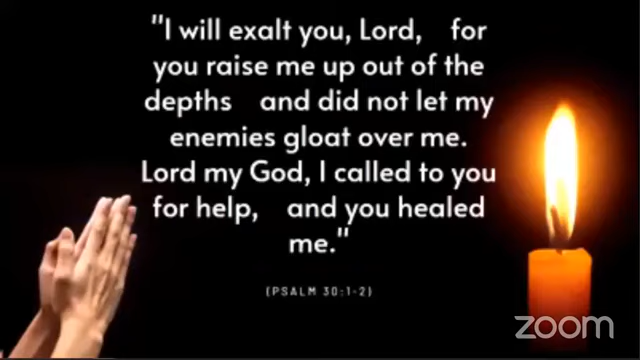 "I will exalt you, Lord, for
you raise me up out of the
depths and did not let my
enemies gloat over me.
Lord my God, I called to you
for help, and you healed
me."
(PSALM 30:1-2)
zoom